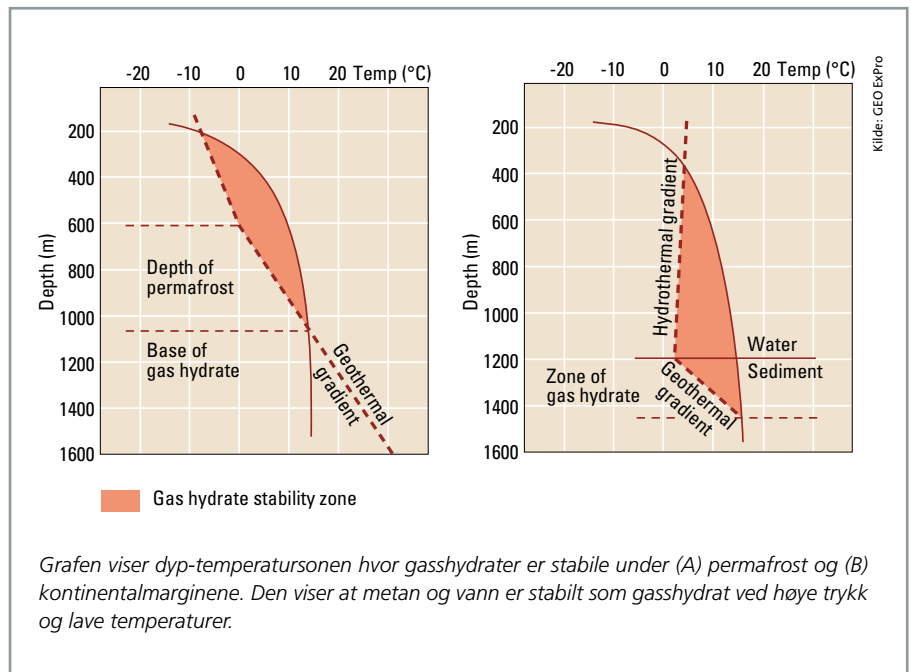 -20 -10 0 10 20 Temp (°C)
200
400
600
800
1000
1200
1400
1600
Depth (m)
Depth of
permafrost
Base of
gas hydrate
Geothermal
gradient
-20 -10 0 10 20 Temp (°C)
200
400
600
800
1000
1200
1400
1600
Depth (m)
Hydrothermal gradient
Water
Sediment
Zone of
gas hydrate
Geothermal
gradient
Kilde: GEO ExPro
Gas hydrate stability zone
Grafen viser dyp-temperatursonen hvor gasshydrater er stabile under (A) permafrost og (B)
kontinentalmarginene. Den viser at metan og vann er stabilt som gasshydrat ved høye trykk
og lave temperaturer.